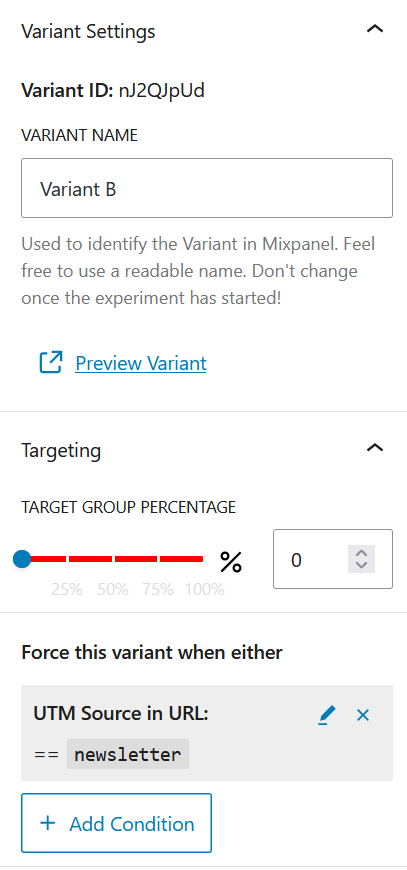 Variant Settings
Variant ID: nJ2QJpUd
VARIANT NAME
Variant B
Used to identify the Variant in Mixpanel. Feel
free to use a readable name. Don't change
once the experiment has started!
Preview Variant
Targeting
TARGET GROUP PERCENTAGE
% 0
25% 50% 75% 100%
Force this variant when either
UTM Source in URL:
== newsletter
+ Add Condition